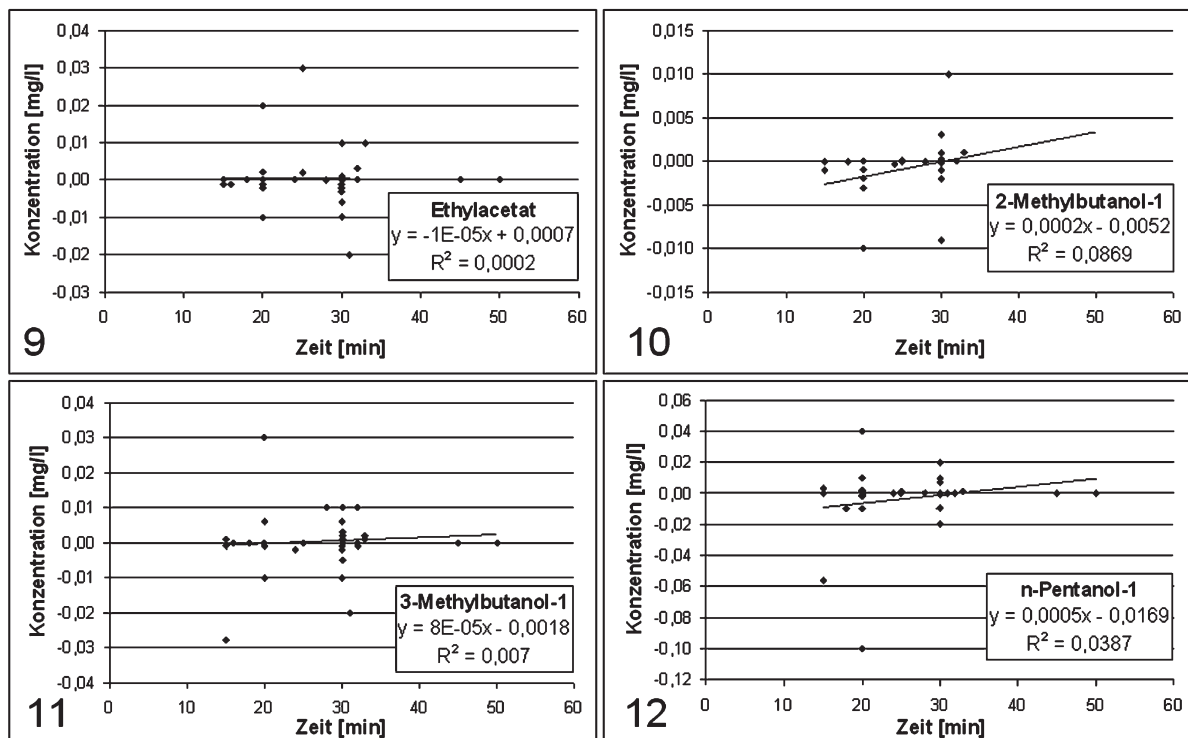 0,04
0,03
0,02
0,01
0,00
-0,01
-0,02
-0,03
Konzentration [mg/l]
Ethylacetat
y = -1E-05x + 0,0007
R² = 0,0002
0 10 20 30 40 50 60
Zeit [min]
9
0,015
0,010
0,005
0,000
-0,005
-0,010
-0,015
Konzentration [mg/l]
2-Methylbutanol-1
y = 0,0002x - 0,0052
R² = 0,0869
0 10 20 30 40 50 60
Zeit [min]
10
0,04
0,03
0,02
0,01
0,00
-0,01
-0,02
-0,03
-0,04
Konzentration [mg/l]
3-Methylbutanol-1
y = 8E-05x - 0,0018
R² = 0,007
0 10 20 30 40 50 60
Zeit [min]
11
0,06
0,04
0,02
0,00
-0,02
-0,04
-0,06
-0,08
-0,10
-0,12
Konzentration [mg/l]
n-Pentanol-1
y = 0,0005x - 0,0169
R² = 0,0387
0 10 20 30 40 50 60
Zeit [min]
12